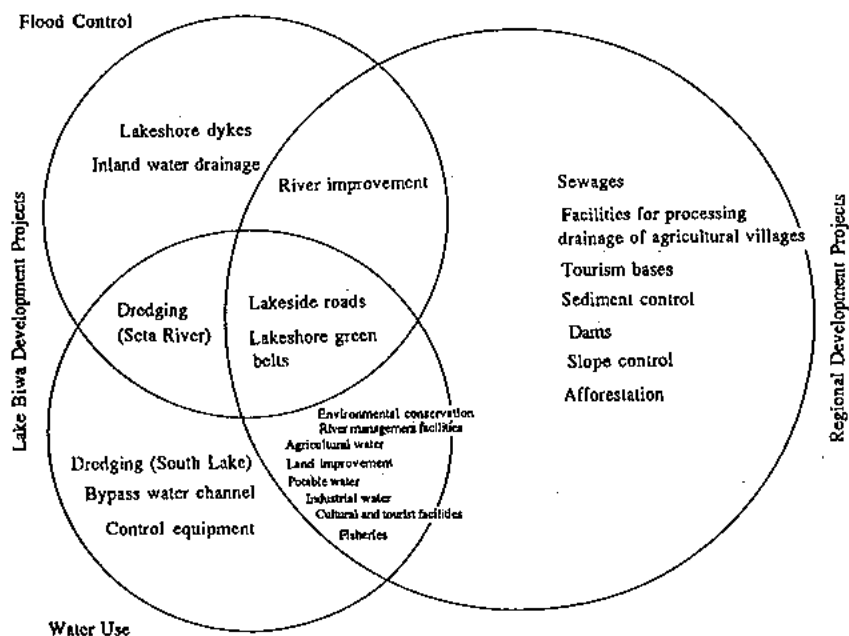 Flood Control
Lakeshore dykes
Inland water drainage
River improvement
Sewages
Facilities for processing
drainage of agricultural villages
Tourism bases
Sediment control
Dams
Slope control
Afforestation
Lake Biwa Development Projects
Regional Development Projects
Dredging
(Seta River)
Lakeside roads
Lakeshore green
belts
Environmental conservation
River management facilities
Agricultural water
Land improvement
Potable water
Industrial water
Cultural and tourist facilities
Fisheries
Dredging (South Lake)
Bypass water channel
Control equipment
Water Use